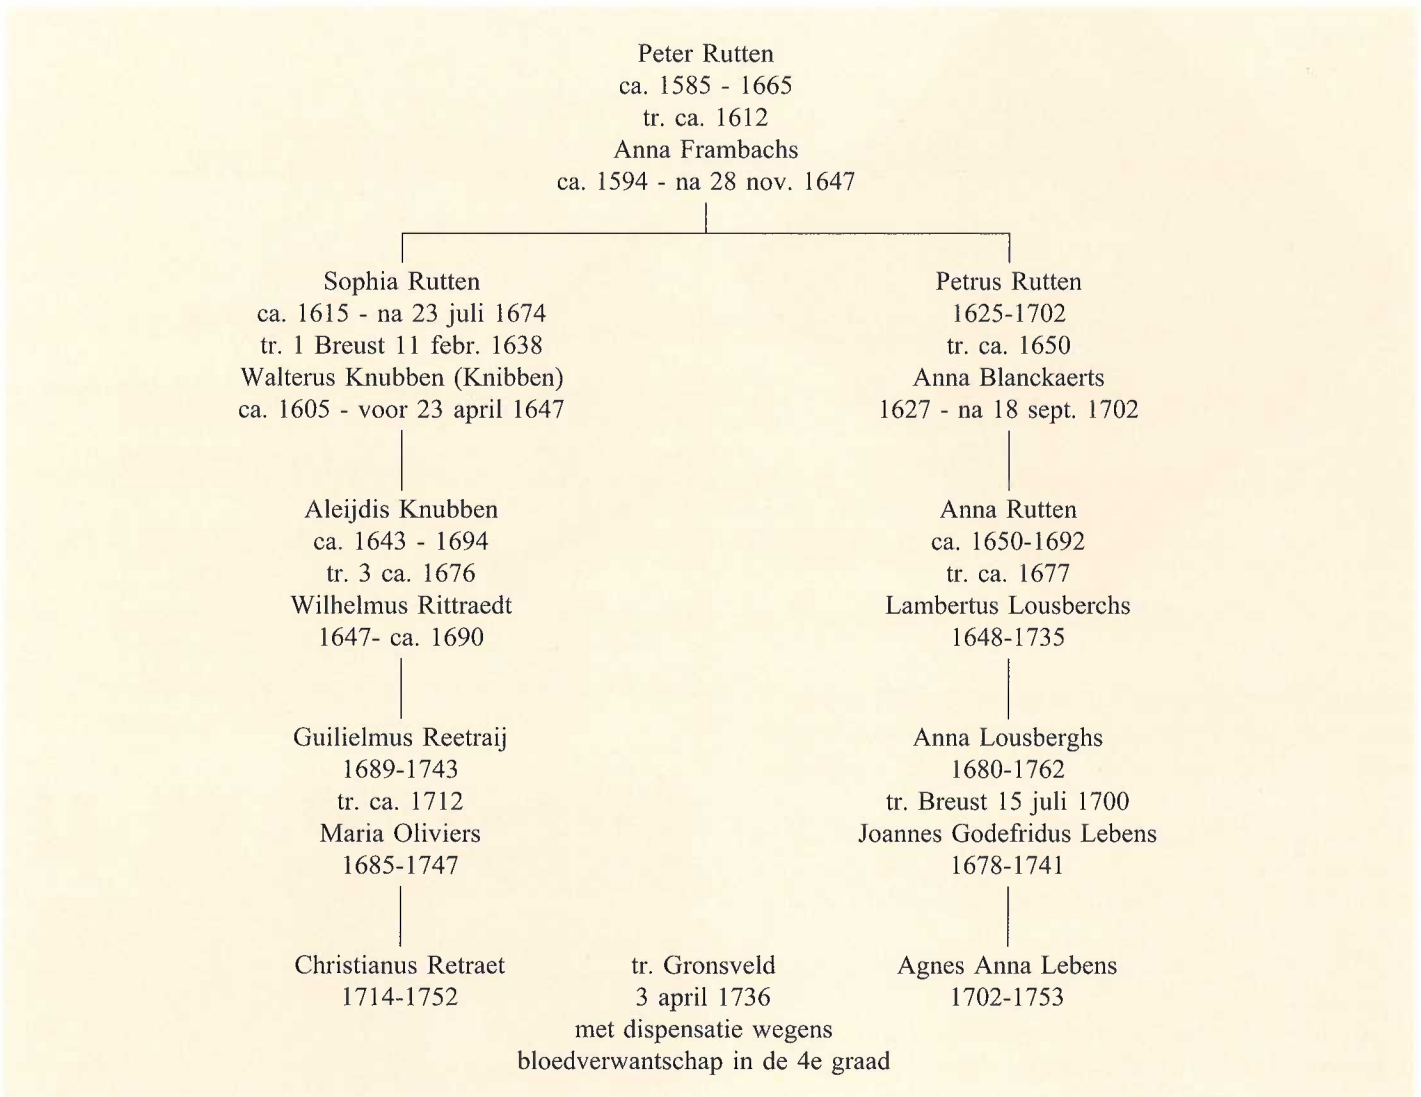 Peter Rutten
ca. 1585 - 1665
tr. ca. 1612
Anna Frambachs
ca. 1594 - na 28 nov. 1647
Sophia Rutten
ca. 1615 - na 23 juli 1674
tr. 1 Breust 11 febr. 1638
Walterus Knubben (Knibben)
ca. 1605 - voor 23 april 1647
Petrus Rutten
1625-1702
tr. ca. 1650
Anna Blanckaerts
1627 - na 18 sept. 1702
Aleijdis Knubben
ca. 1643 - 1694
tr. 3 ca. 1676
Wilhelmus Rittraedt
1647- ca. 1690
Anna Rutten
ca. 1650-1692
tr. ca. 1677
Lambertus Lousberchs
1648-1735
Guilielmus Reetraij
1689-1743
tr. ca. 1712
Maria Oliviers
1685-1747
Anna Lousberghs
1680-1762
tr. Breust 15 juli 1700
Joannes Godefridus Lebens
1678-1741
Christianus Retraet
1714-1752
tr. Gronsveld
3 april 1736
met dispensatie wegens
bloedverwantschap in de 4e graad
Agnes Anna Lebens
1702-1753